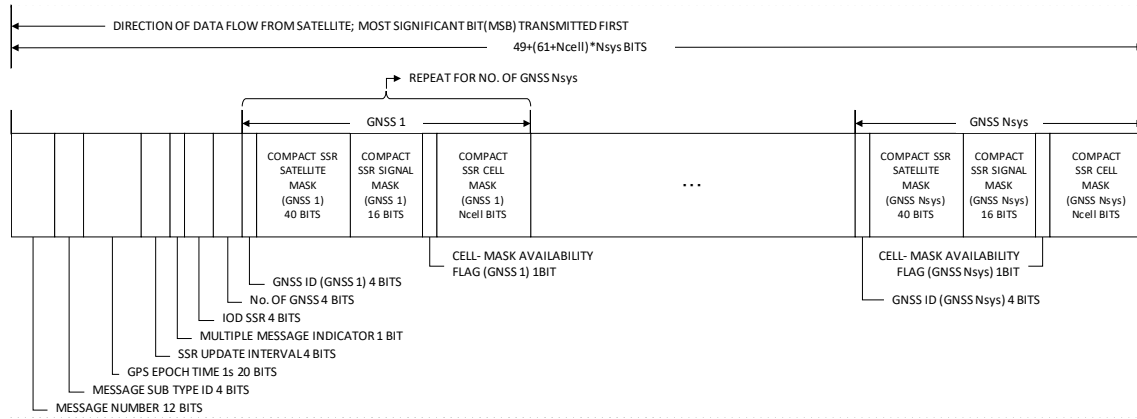 DIRECTION OF DATA FLOW FROM SATELLITE; MOST SIGNIFICANT BIT(MSB) TRANSMITTED FIRST
49+(61+Ncell)*Nsys BITS
REPEAT FOR NO. OF GNSS Nsys
GNSS 1
GNSS Nsys
COMPACT SSR
SATELLITE
MASK
(GNSS 1)
40 BITS
COMPACT
SSR SIGNAL
MASK
(GNSS 1)
16 BITS
COMPACT
SSR CELL
MASK
(GNSS 1)
Ncell BITS
...
COMPACT SSR
SATELLITE
MASK
(GNSS Nsys)
40 BITS
COMPACT
SSR SIGNAL
MASK
(GNSS Nsys)
16 BITS
COMPACT
SSR CELL
MASK
(GNSS Nsys)
Ncell BITS
CELL- MASK AVAILABILITY
FLAG (GNSS 1) 1BIT
CELL- MASK AVAILABILITY
FLAG (GNSS Nsys) 1BIT
GNSS ID (GNSS 1) 4 BITS
GNSS ID (GNSS Nsys) 4 BITS
No. OF GNSS 4 BITS
IOD SSR 4 BITS
MULTIPLE MESSAGE INDICATOR 1 BIT
SSR UPDATE INTERVAL 4 BITS
GPS EPOCH TIME 1s 20 BITS
MESSAGE SUB TYPE ID 4 BITS
MESSAGE NUMBER 12 BITS